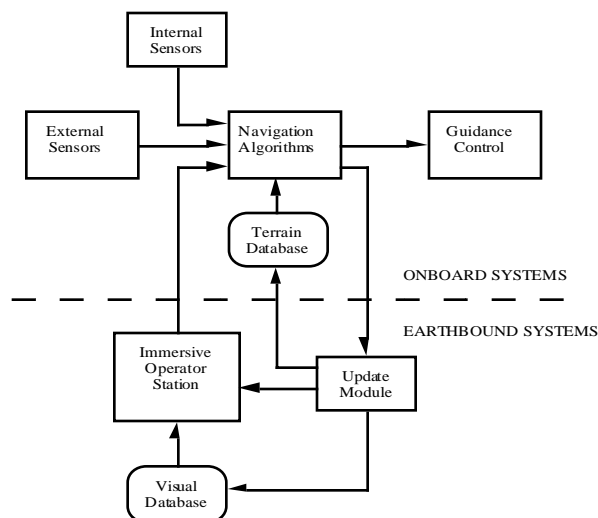 Internal
Sensors
External
Sensors
Navigation
Algorithms
Guidance
Control
Terrain
Database
ONBOARD SYSTEMS
EARTHBOUND SYSTEMS
Immersive
Operator
Station
Update
Module
Visual
Database